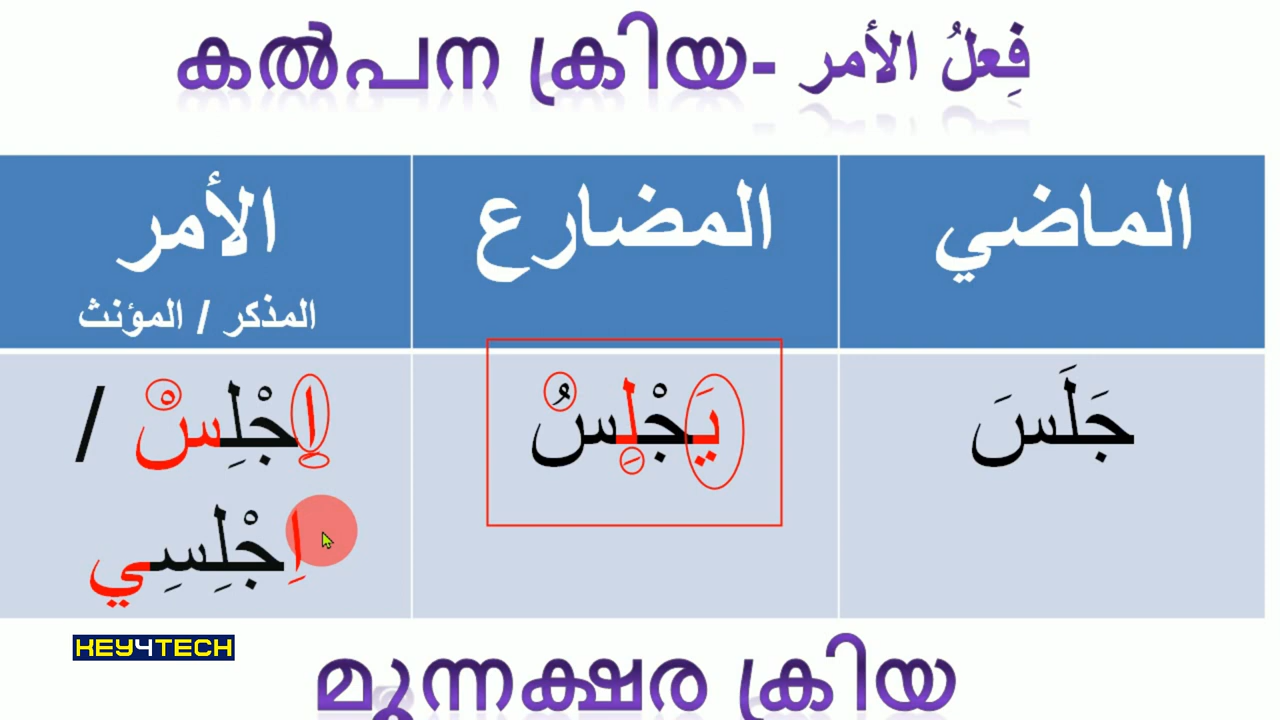 കൽപന ക്രിയ- فِعلُ الأمر
الماضي المضارع الأمر
المذكر / المؤنث
جَلَسَ يَجْلِسُ اِجْلِسْ /
اِجْلِسِي
KEY4TECH
മൂന്നക്ഷര ക്രിയ